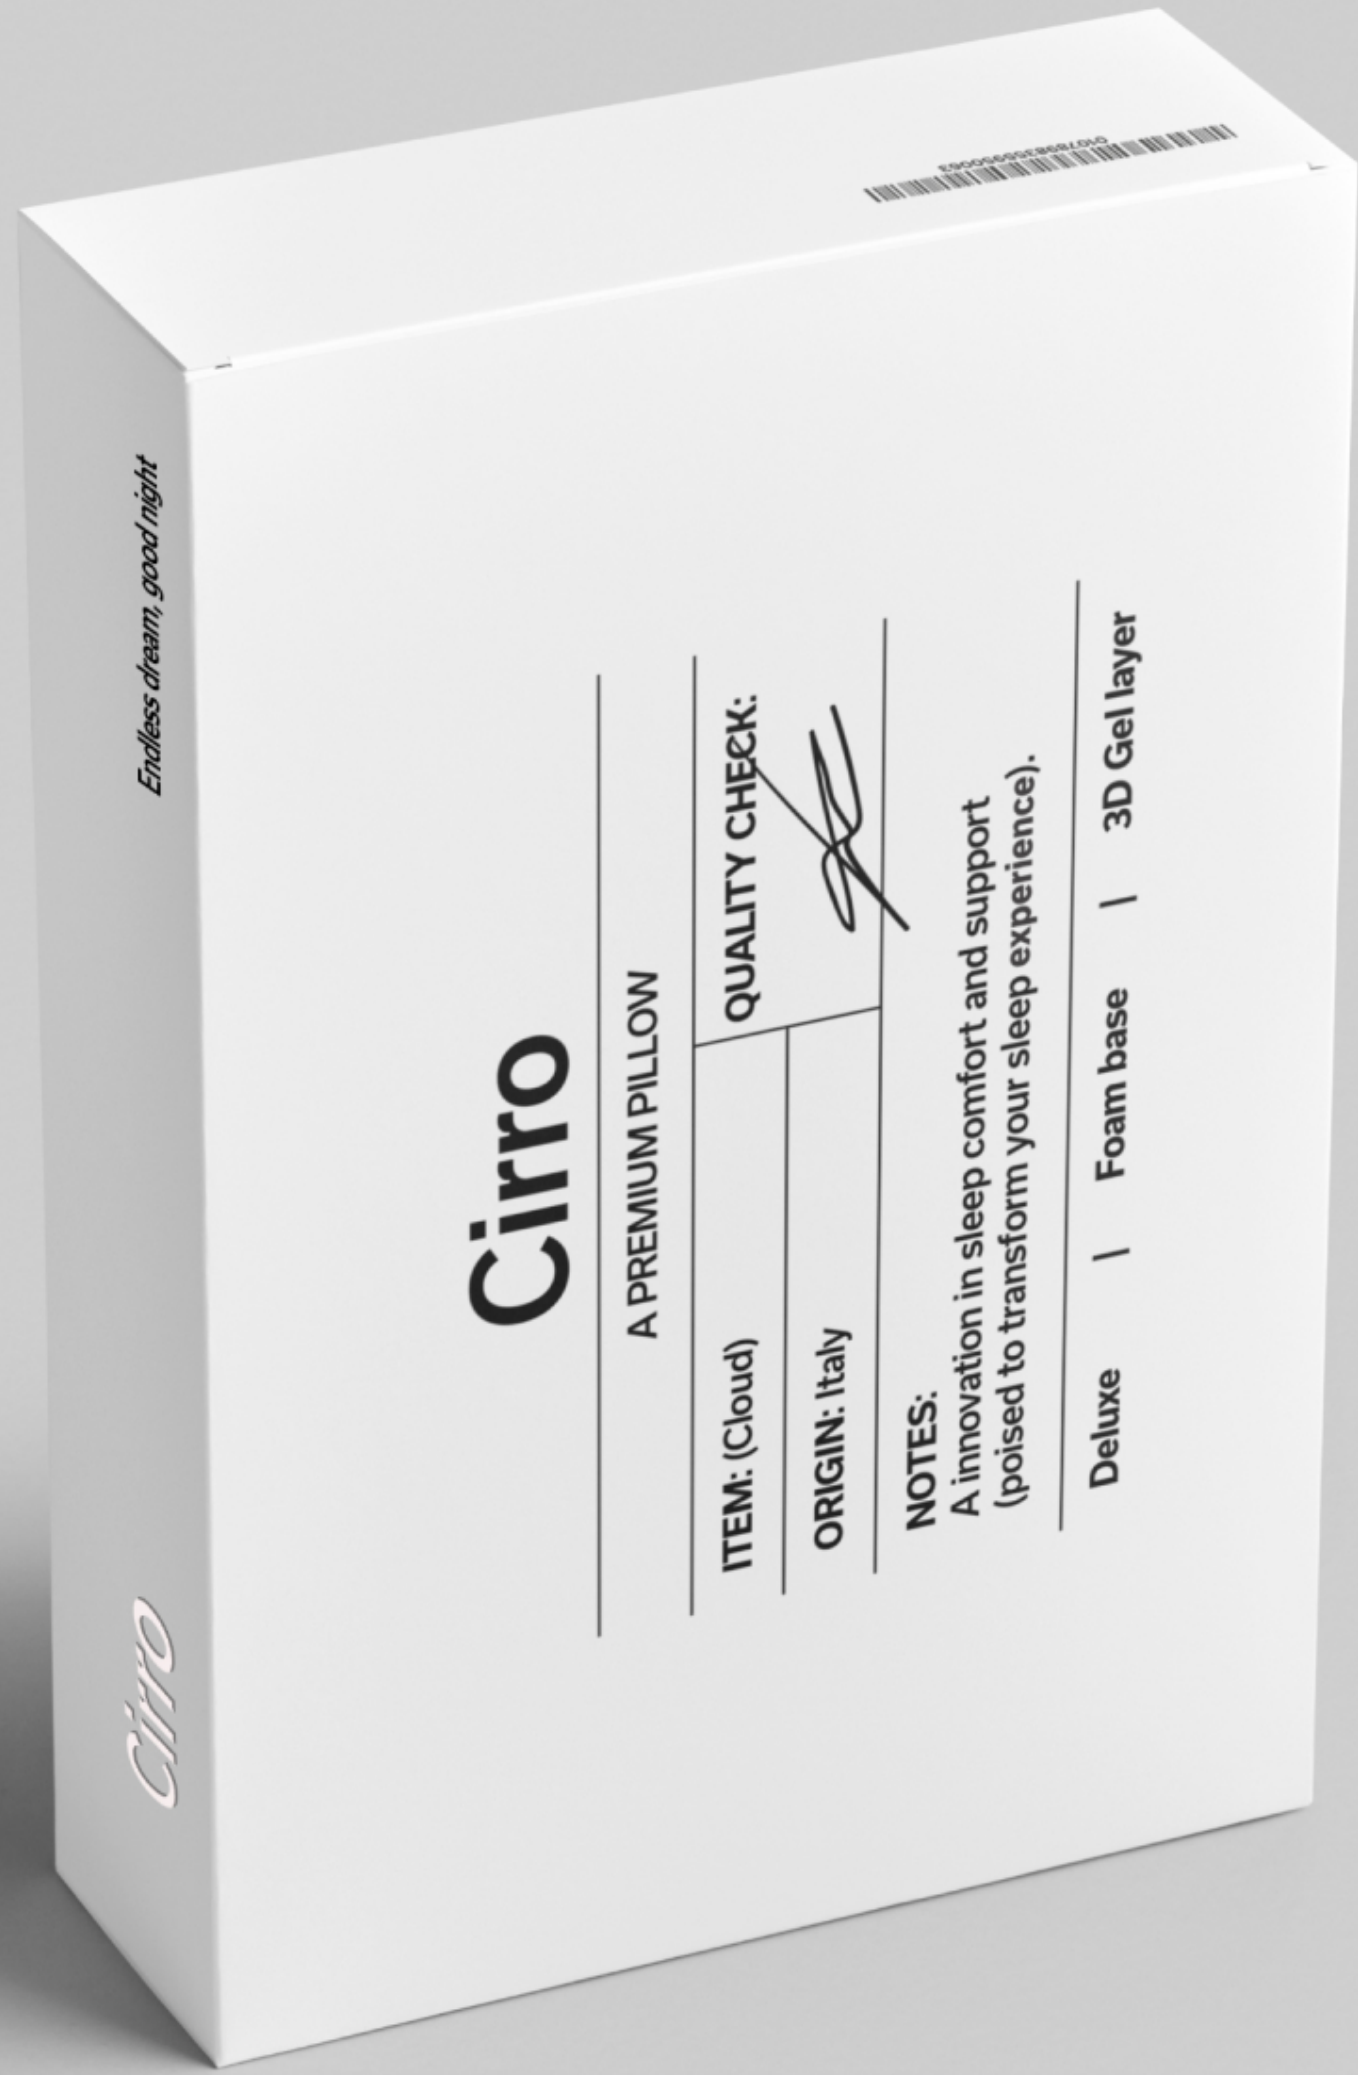 Cirro
A PREMIUM PILLOW
ITEM: (Cloud)
ORIGIN: Italy
QUALITY CHECK:
NOTES:
A innovation in sleep comfort and support
(poised to transform your sleep experience).
Deluxe | Foam base | 3D Gel layer
Endless dream, good night
Cirro